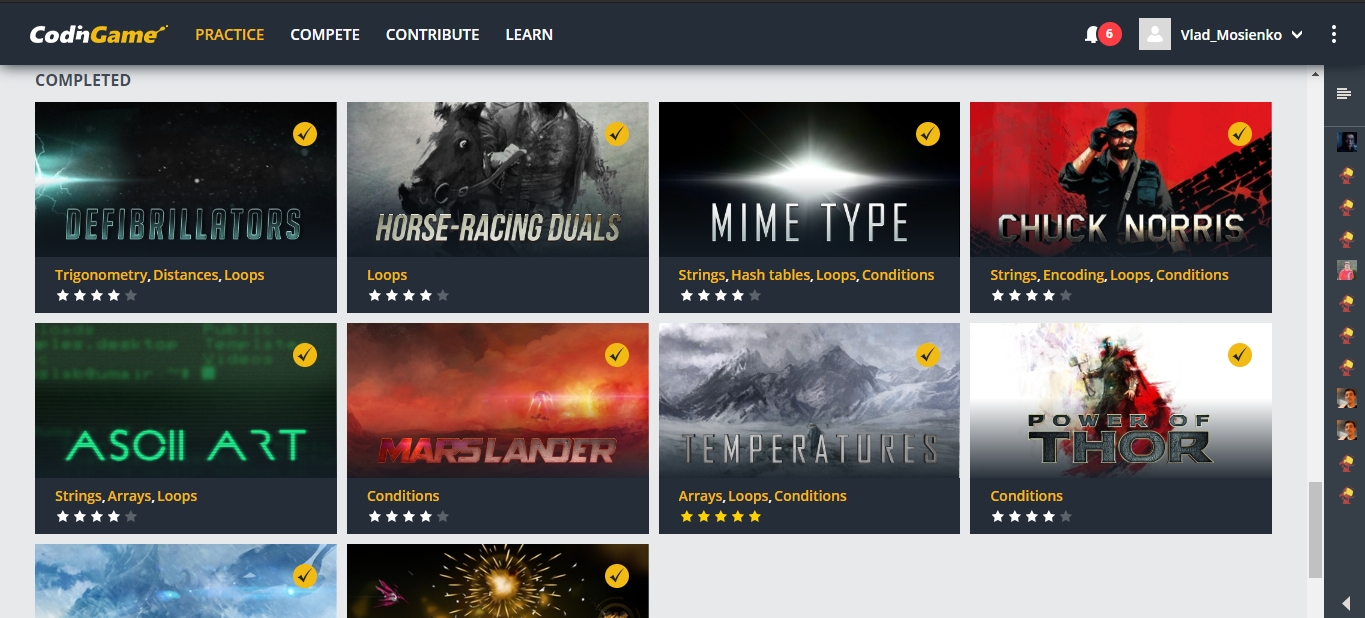 CodinGame PRACTICE COMPETE CONTRIBUTE LEARN 6 Vlad_Mosienko
COMPLETED
DEFIBRILLATORS
Trigonometry, Distances, Loops
HORSE-RACING DUALS
Loops
MIME TYPE
Strings, Hash tables, Loops, Conditions
CHUCK NORRIS
Strings, Encoding, Loops, Conditions
ASCII ART
Strings, Arrays, Loops
MARS LANDER
Conditions
TEMPERATURES
Arrays, Loops, Conditions
POWER OF
THOR
Conditions